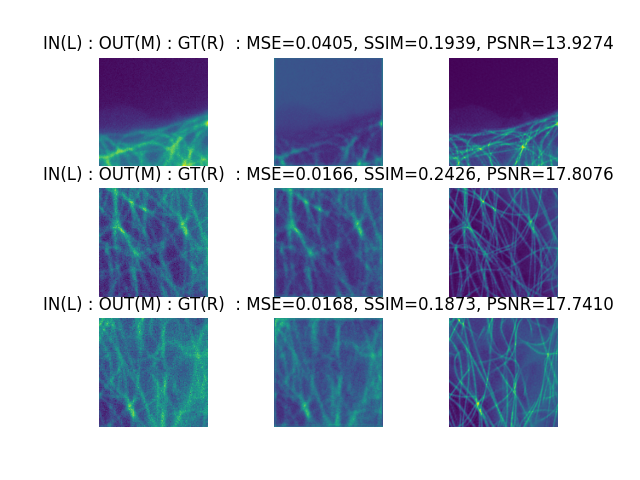 IN(L) : OUT(M) : GT(R)  : MSE=0.0405, SSIM=0.1939, PSNR=13.9274
IN(L) : OUT(M) : GT(R)  : MSE=0.0166, SSIM=0.2426, PSNR=17.8076
IN(L) : OUT(M) : GT(R)  : MSE=0.0168, SSIM=0.1873, PSNR=17.7410